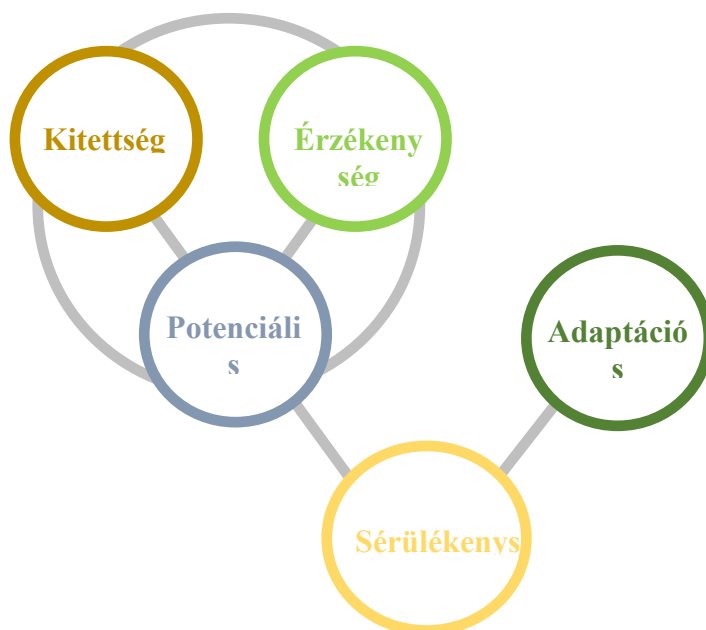 Kitettség
Érzékeny
ség
Potenciáli
s
Adaptáció
s
Sérülékenys